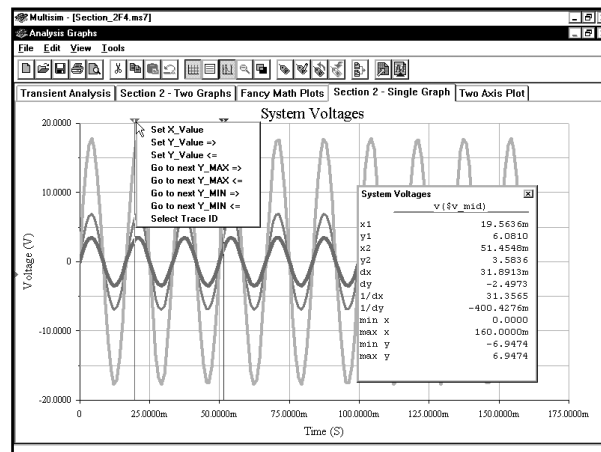 Multisim - [Section_2F4.ms7]
Analysis Graphs
File Edit View Tools
Transient Analysis Section 2 - Two Graphs Fancy Math Plots Section 2 - Single Graph Two Axis Plot
System Voltages
20.0000
10.0000
0
-10.0000
-20.0000
Voltage (V)
Set X_Value
Set Y_Value =>
Set Y_Value <=
Go to next Y_MAX =>
Go to next Y_MAX <=
Go to next Y_MIN =>
Go to next Y_MIN <=
Select Trace ID
System Voltages
v($v_mid)
x1 19.5636m
y1 6.0810
x2 51.4548m
y2 3.5836
dx 31.8913m
dy -2.4973
1/dx 31.3565
1/dy -400.4276m
min x 0.0000
max x 160.0000m
min y -6.9474
max y 6.9474
0 25.0000m 50.0000m 75.0000m 100.0000m 125.0000m 150.0000m 175.0000m
Time (S)